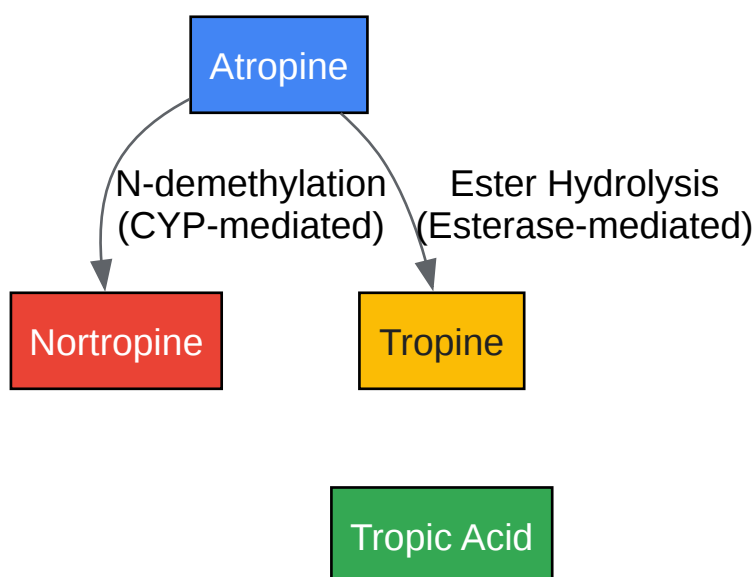 Atropine
N-demethylation
(CYP-mediated)
Ester Hydrolysis
(Esterase-mediated)
Nortropine
Tropine
Tropic Acid